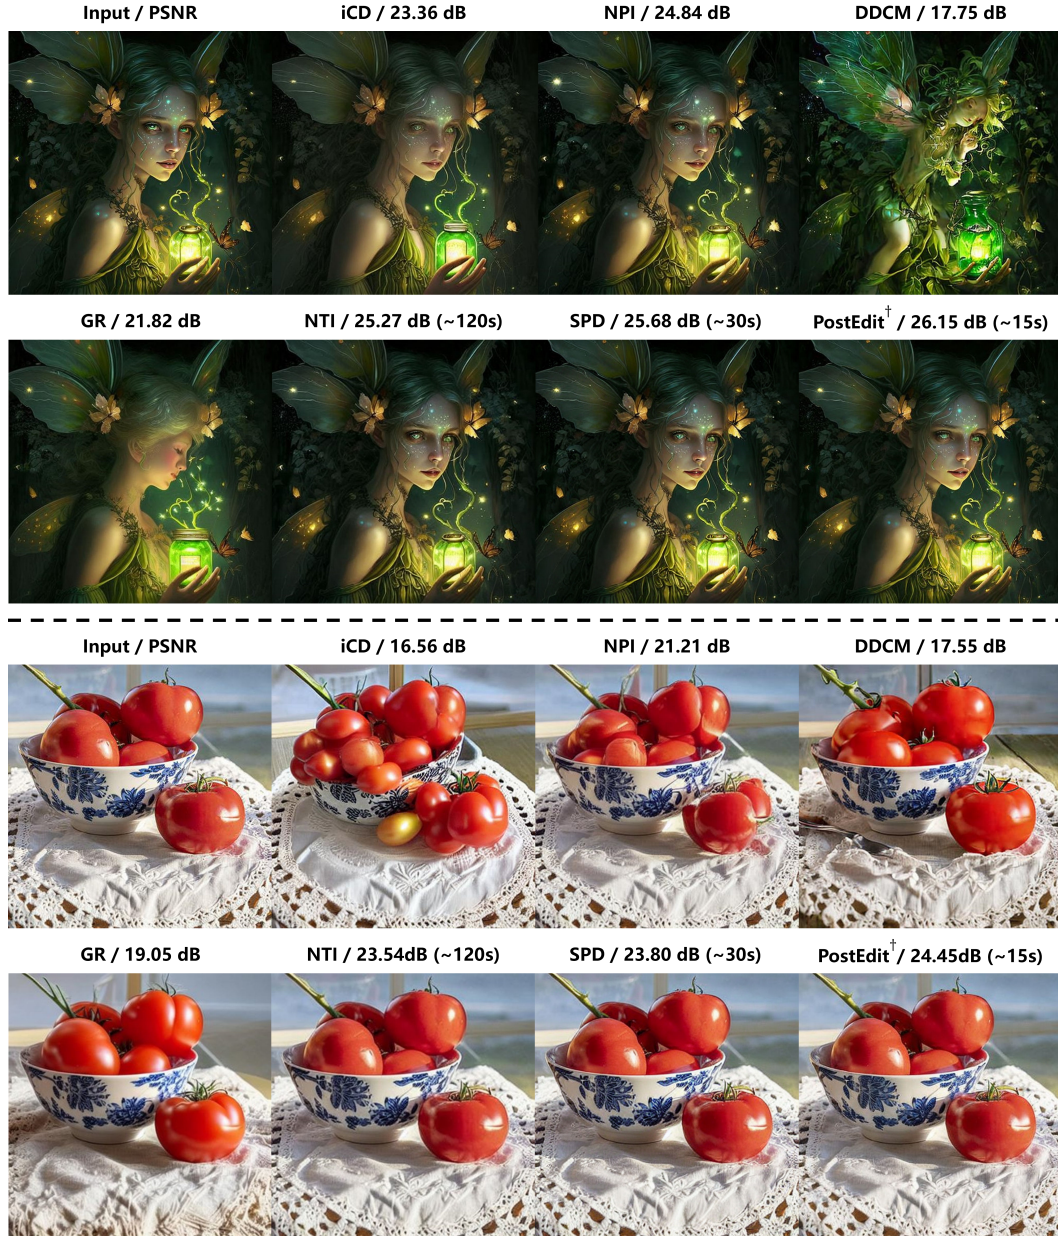 Input / PSNR iCD / 23.36 dB NPI / 24.84 dB DDCM / 17.75 dB
GR / 21.82 dB NTI / 25.27 dB (~120s) SPD / 25.68 dB (~30s) PostEdit† / 26.15 dB (~15s)
Input / PSNR iCD / 16.56 dB NPI / 21.21 dB DDCM / 17.55 dB
GR / 19.05 dB NTI / 23.54dB (~120s) SPD / 23.80 dB (~30s) PostEdit† / 24.45dB (~15s)